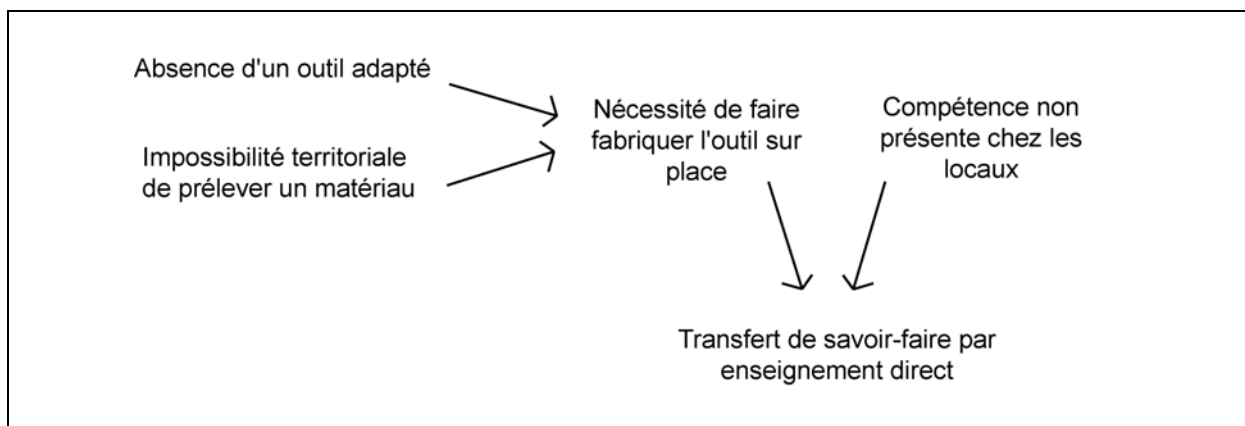 Absence d'un outil adapté
Impossibilité territoriale
de prélever un matériau
Nécessité de faire
fabriquer l'outil sur
place
Compétence non
présente chez les
locaux
Transfert de savoir-faire par
enseignement direct